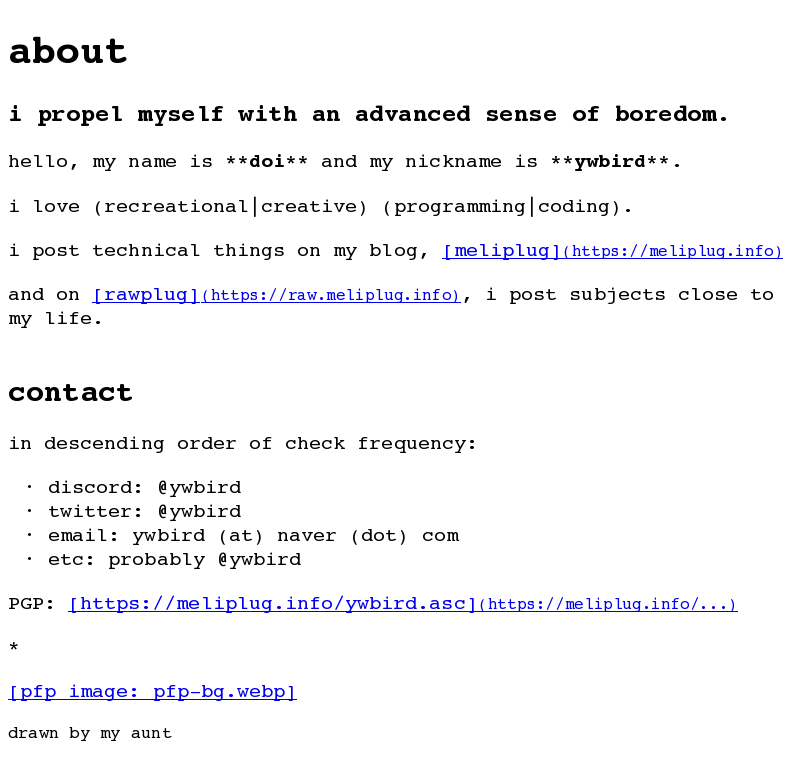 about
i propel myself with an advanced sense of boredom.
hello, my name is **doi** and my nickname is **ywbird**.
i love (recreational|creative) (programming|coding).
i post technical things on my blog, [meliplug](https://meliplug.info)
and on [rawplug](https://raw.meliplug.info), i post subjects close to
my life.
contact
in descending order of check frequency:
· discord: @ywbird
· twitter: @ywbird
· email: ywbird (at) naver (dot) com
· etc: probably @ywbird
PGP: [https://meliplug.info/ywbird.asc](https://meliplug.info/...)
*
[pfp image: pfp-bg.webp]
drawn by my aunt